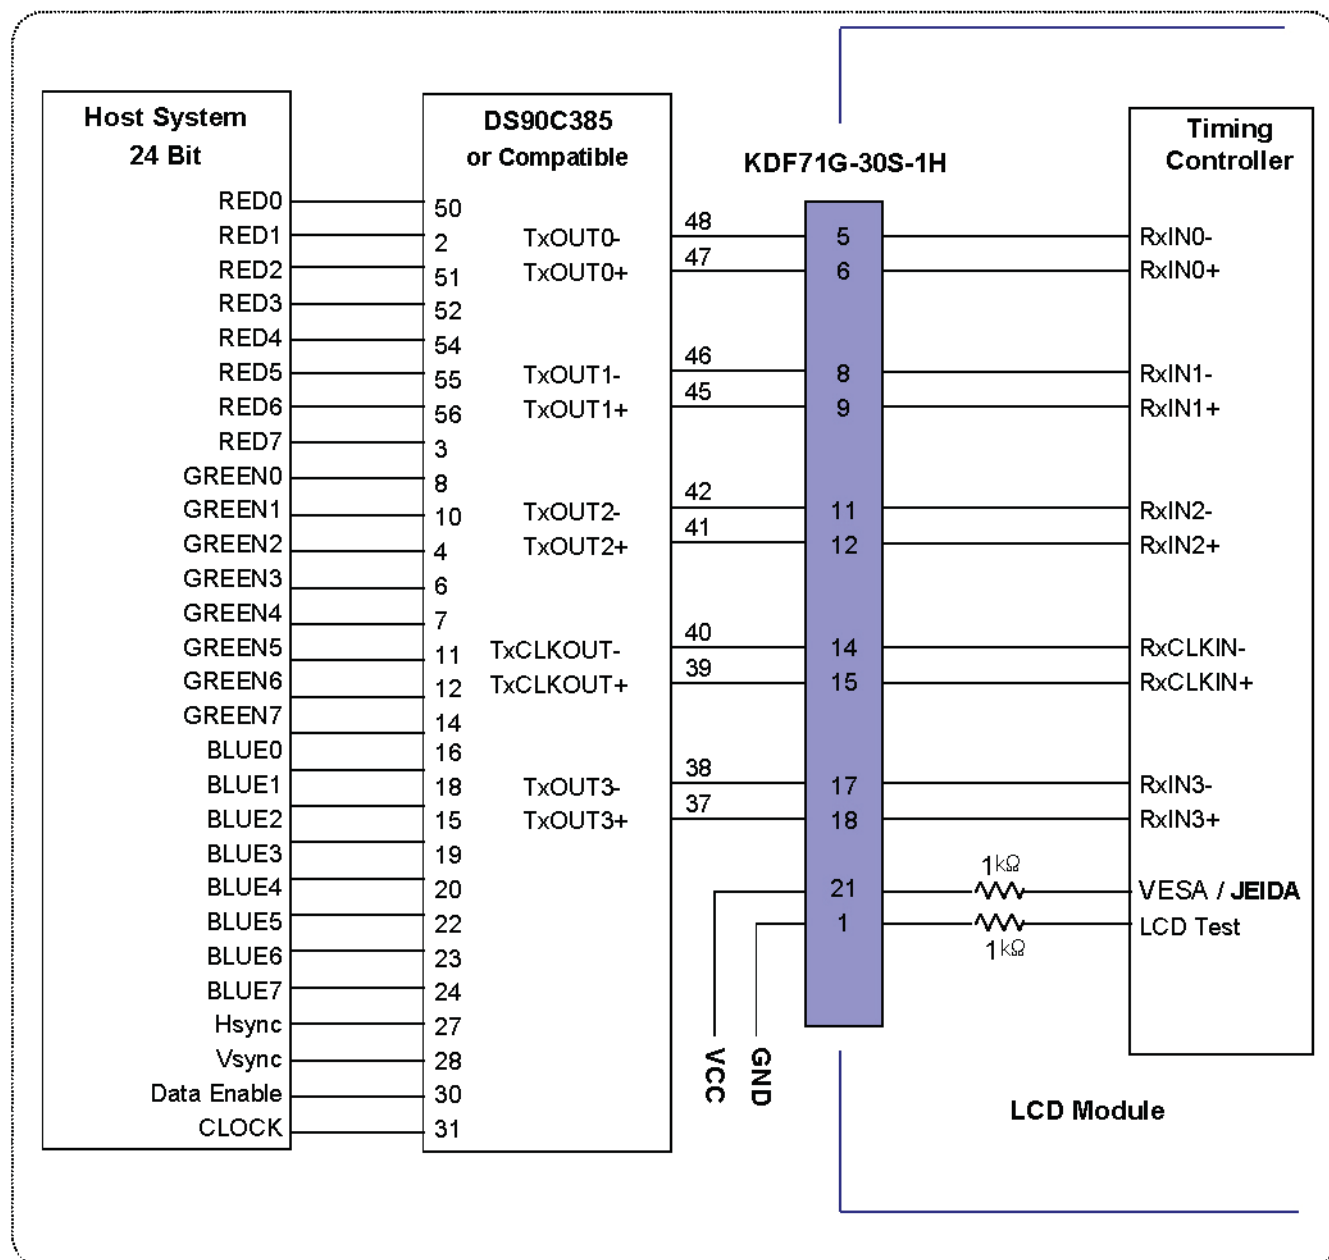 Host System
24 Bit
RED0
RED1
RED2
RED3
RED4
RED5
RED6
RED7
GREEN0
GREEN1
GREEN2
GREEN3
GREEN4
GREEN5
GREEN6
GREEN7
BLUE0
BLUE1
BLUE2
BLUE3
BLUE4
BLUE5
BLUE6
BLUE7
Hsync
Vsync
Data Enable
CLOCK
DS90C385
or Compatible
50
2
51
52
54
55
56
3
8
10
4
6
7
11
12
14
16
18
15
19
20
22
23
24
27
28
30
31
TxOUT0-
TxOUT0+
TxOUT1-
TxOUT1+
TxOUT2-
TxOUT2+
TxCLKOUT-
TxCLKOUT+
TxOUT3-
TxOUT3+
48
47
46
45
42
41
40
39
38
37
VCC
GND
KDF71G-30S-1H
5
6
8
9
11
12
14
15
17
18
21
1
1kΩ
1kΩ
Timing
Controller
RxIN0-
RxIN0+
RxIN1-
RxIN1+
RxIN2-
RxIN2+
RxCLKIN-
RxCLKIN+
RxIN3-
RxIN3+
VESA / JEIDA
LCD Test
LCD Module